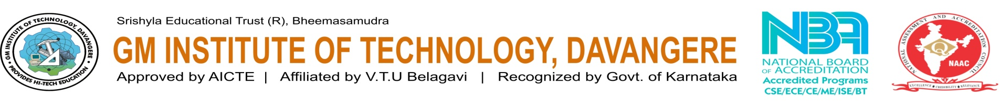 GM INSTITUTE OF TECHNOLOGY, DAVANGERE
PROVIDES HI-TECH EDUCATION
Srishyla Educational Trust (R), Bheemasamudra
GM INSTITUTE OF TECHNOLOGY, DAVANGERE
Approved by AICTE | Affiliated by V.T.U Belagavi | Recognized by Govt. of Karnataka
NBA
NATIONAL BOARD
OF ACCREDITATION
Accredited Programs
CSE/ECE/CE/ME/ISE/BT
NATIONAL ASSESSMENT AND ACCREDITATION COUNCIL
Q
NAAC
EXCELLENCE • CREDIBILITY • RELEVANCE